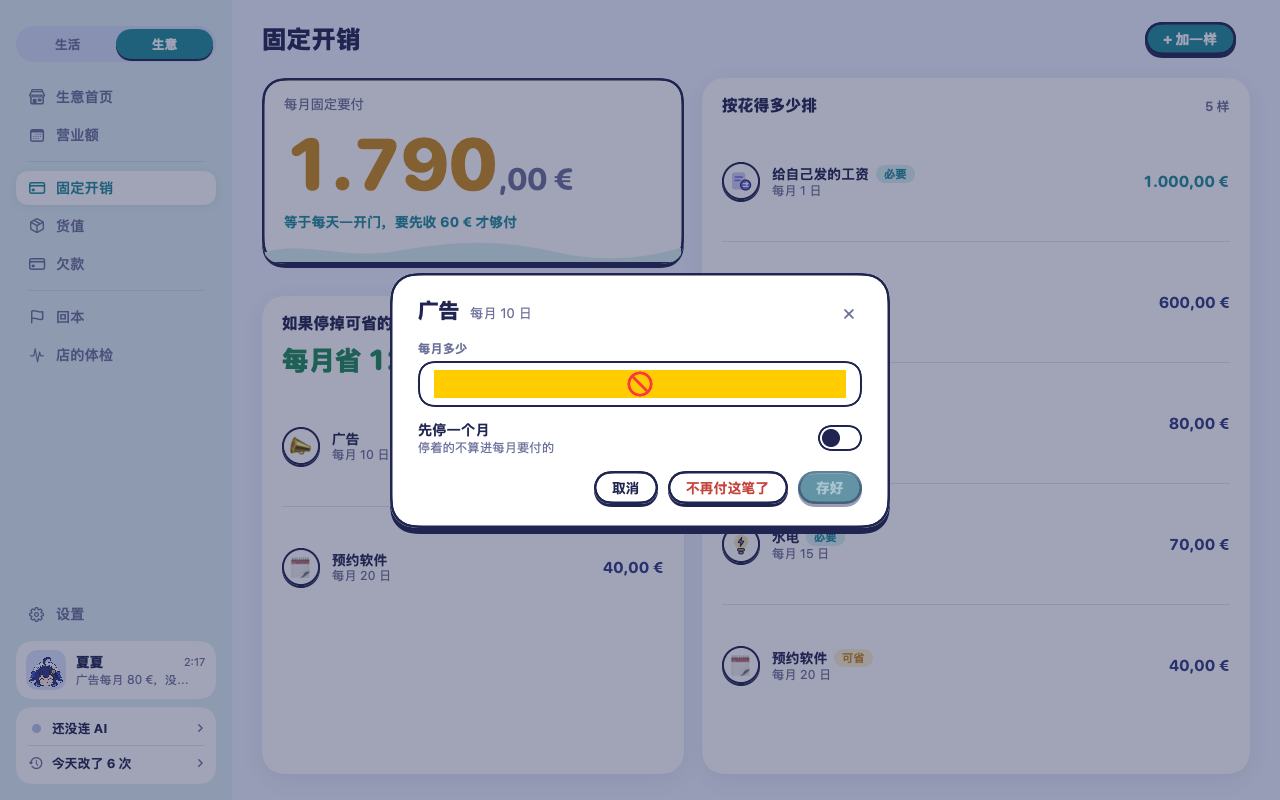 生活
生意
生意首页
营业额
固定开销
货值
欠款
回本
店的体检
设置
夏夏
2:17
广告每月 80 €，没…
还没连 AI
今天改了 6 次
固定开销
+ 加一样
每月固定要付
1.790,00 €
等于每天一开门，要先收 60 € 才够付
如果停掉可省的
每月省 1
广告
每月 10 日
预约软件
每月 20 日
40,00 €
按花得多少排
5 样
给自己发的工资
必要
每月 1 日
1.000,00 €
600,00 €
80,00 €
水电
必要
每月 15 日
70,00 €
预约软件
可省
每月 20 日
40,00 €
广告
每月 10 日
×
每月多少
先停一个月
停着的不算进每月要付的
取消
不再付这笔了
存好